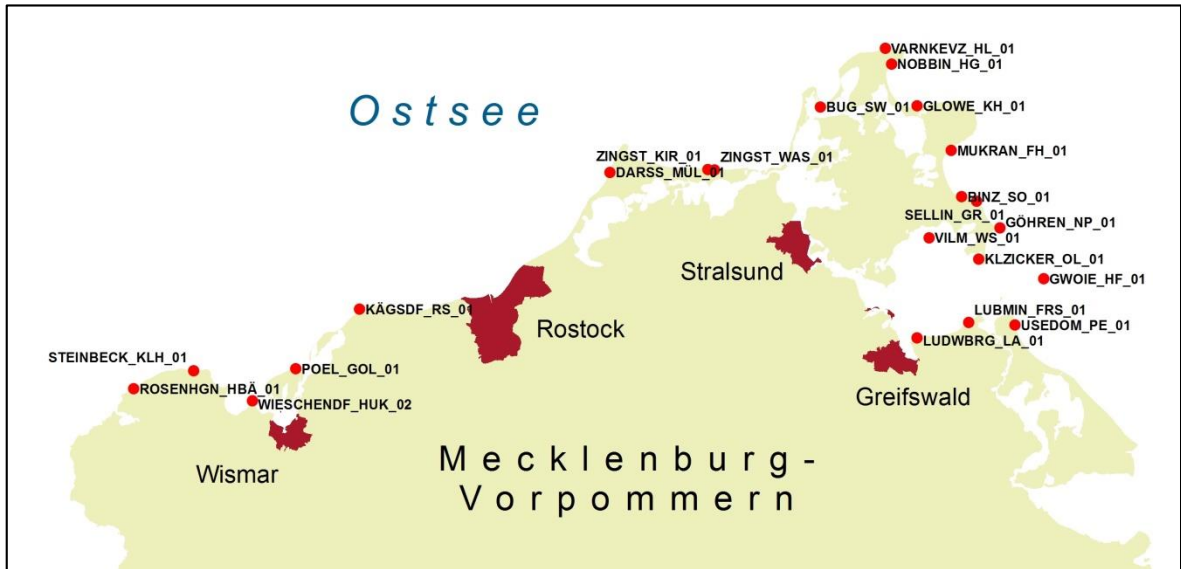 VARNKEVZ_HL_01
NOBBIN_HG_01
Ostsee
BUG_SW_01
GLOWE_KH_01
MUKRAN_FH_01
ZINGST_KIR_01
ZINGST_WAS_01
DARSS_MÜL_01
BINZ_SO_01
SELLIN_GR_01
GÖHREN_NP_01
VILM_WS_01
Stralsund
KLZICKER_OL_01
GWOIE_HF_01
KÄGSDF_RS_01
LUBMIN_FRS_01
Rostock
USEDOM_PE_01
LUDWBRG_LA_01
STEINBECK_KLH_01
POEL_GOL_01
ROSENHGN_HBÄ_01
Greifswald
WIESCHENDF_HUK_02
Wismar
Mecklenburg-
Vorpommern